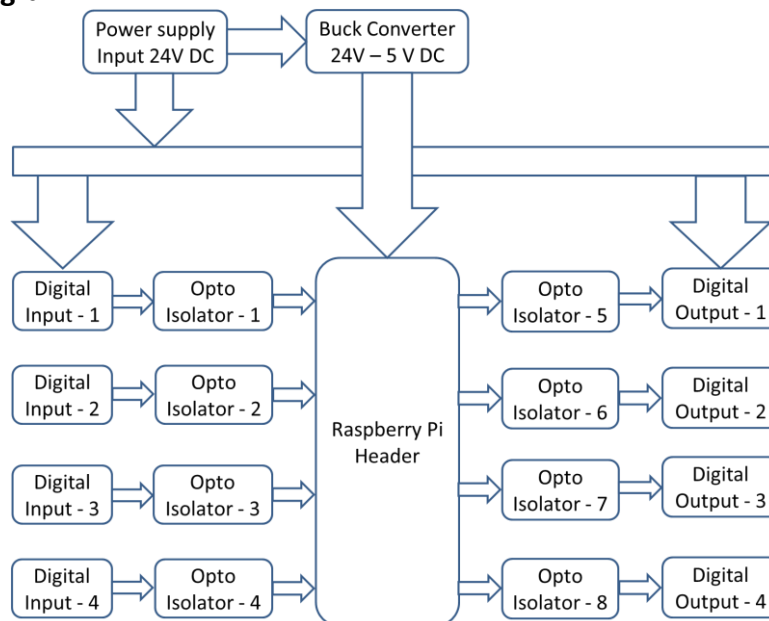 Power supply
Input 24V DC
Buck Converter
24V – 5 V DC
Digital
Input - 1
Opto
Isolator - 1
Opto
Isolator - 5
Digital
Output - 1
Digital
Input - 2
Opto
Isolator - 2
Opto
Isolator - 6
Digital
Output - 2
Raspberry Pi
Header
Digital
Input - 3
Opto
Isolator - 3
Opto
Isolator - 7
Digital
Output - 3
Digital
Input - 4
Opto
Isolator - 4
Opto
Isolator - 8
Digital
Output - 4